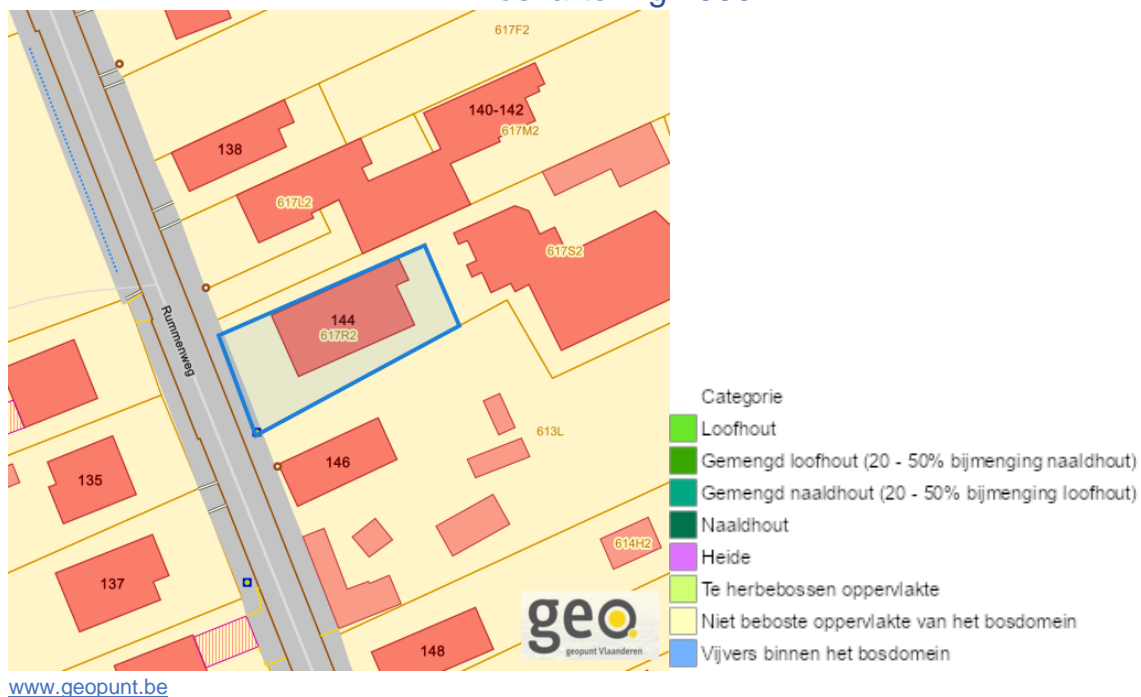 617F2
140-142
617M2
138
617L2
617S2
144
617R2
Rummenweg
613L
146
135
137
614H2
148
geo
geopunt Vlaanderen
Categorie
Loofhout
Gemengd loofhout (20 - 50% bijmenging naaldhout)
Gemengd naaldhout (20 - 50% bijmenging loofhout)
Naaldhout
Heide
Te herbebossen oppervlakte
Niet beboste oppervlakte van het bosdomein
Vijvers binnen het bosdomein
www.geopunt.be